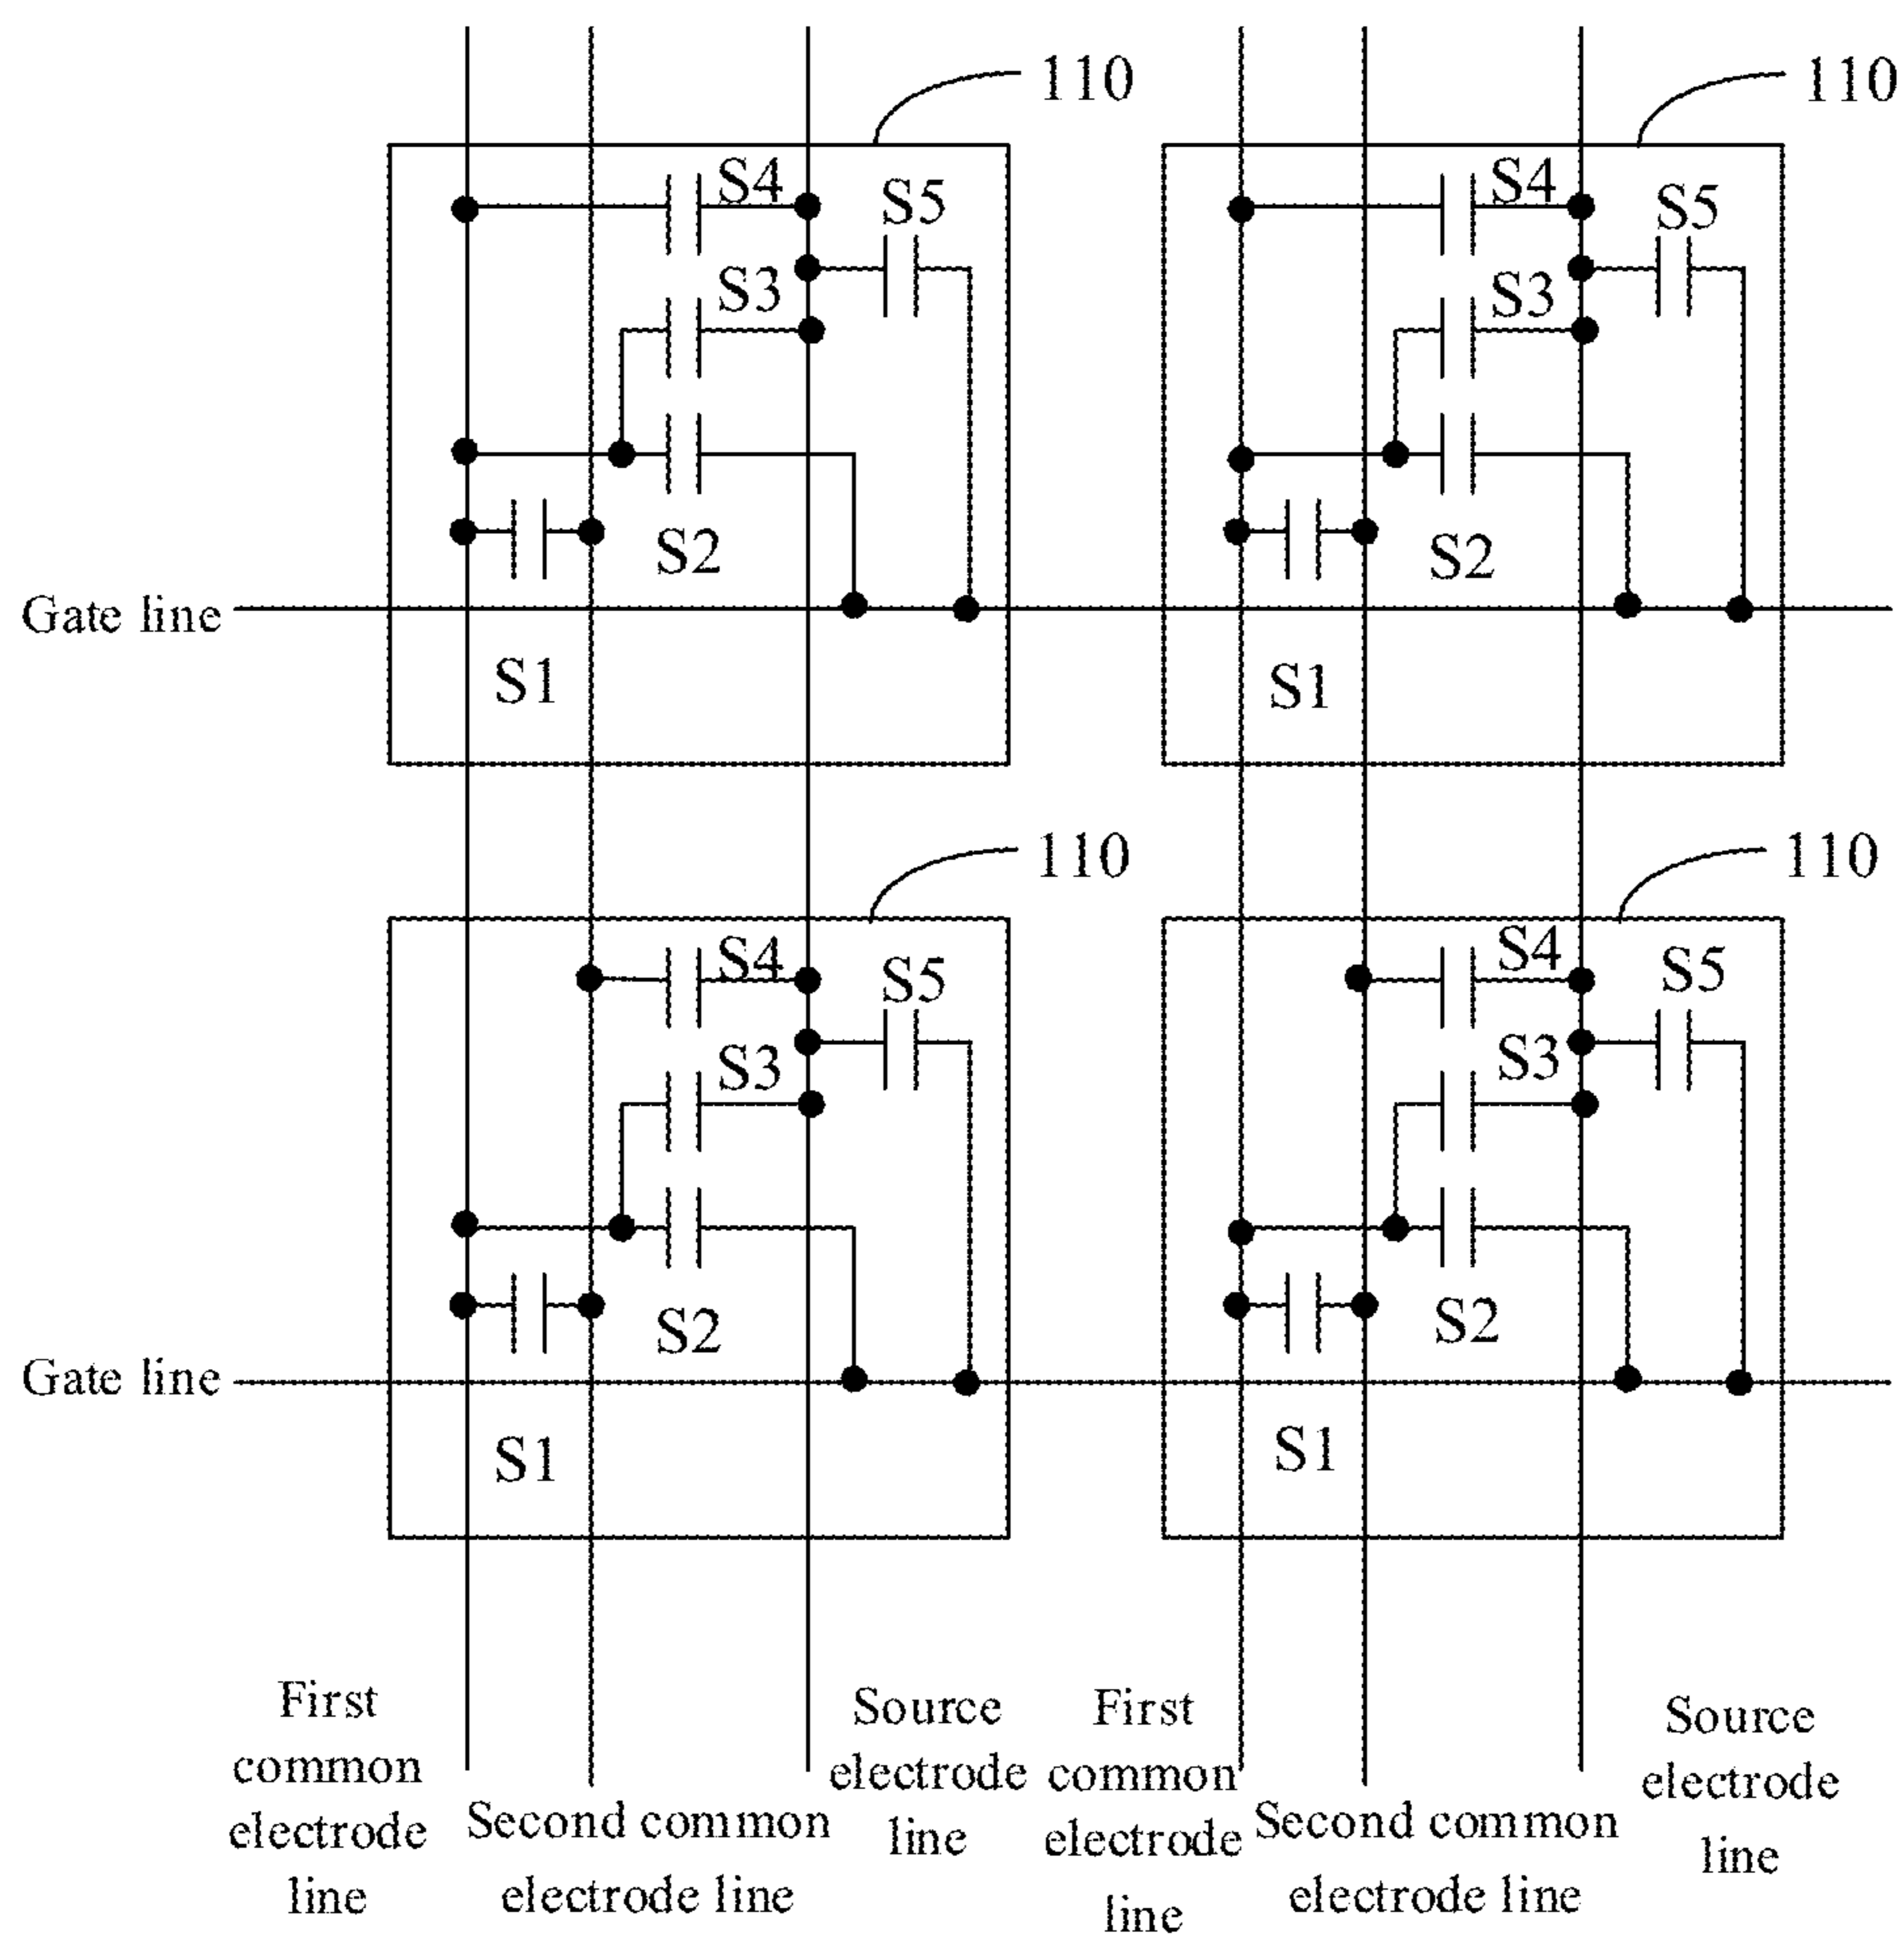 110
110
S4
S5
S4
S5
S3
S3
S2
S2
Gate line
S1
S1
110
110
S4
S5
S4
S5
S3
S3
S2
S2
Gate line
S1
S1
First
common
electrode
line
Second common
electrode line
Source
electrode
line
First
common
electrode
line
Second common
electrode line
Source
electrode
line